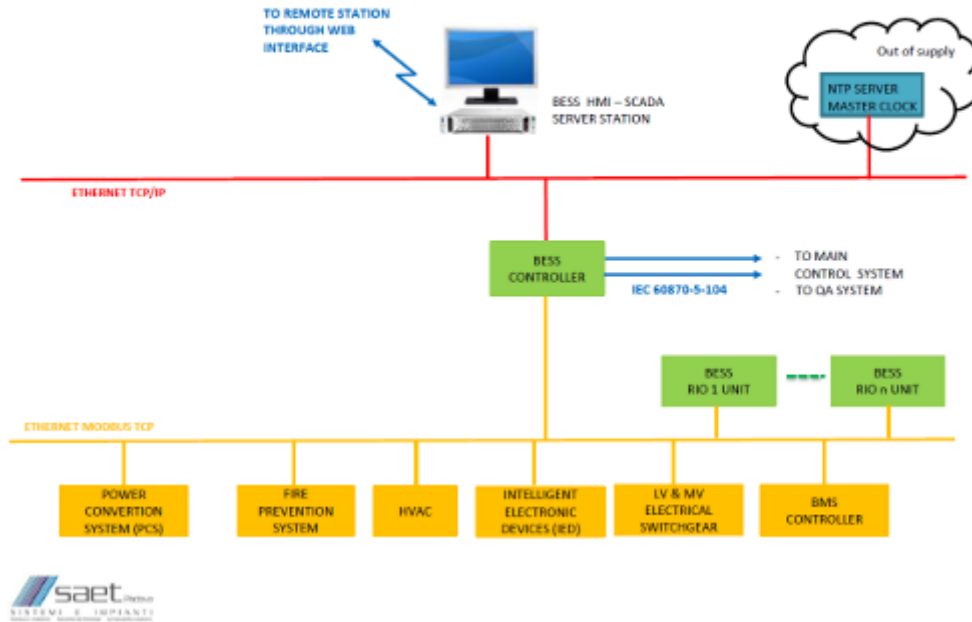 TO REMOTE STATION
THROUGH WEB
INTERFACE
BESS HMI – SCADA
SERVER STATION
Out of supply
NTP SERVER
MASTER CLOCK
ETHERNET TCP/IP
BESS
CONTROLLER
IEC 60870-5-104
- TO MAIN
CONTROL SYSTEM
- TO QA SYSTEM
BESS
RIO 1 UNIT
BESS
RIO n UNIT
ETHERNET MODBUS TCP
POWER
CONVERTION
SYSTEM (PCS)
FIRE
PREVENTION
SYSTEM
HVAC
INTELLIGENT
ELECTRONIC
DEVICES (IED)
LV & MV
ELECTRICAL
SWITCHGEAR
BMS
CONTROLLER
saet Padova
SISTEMI E IMPIANTI